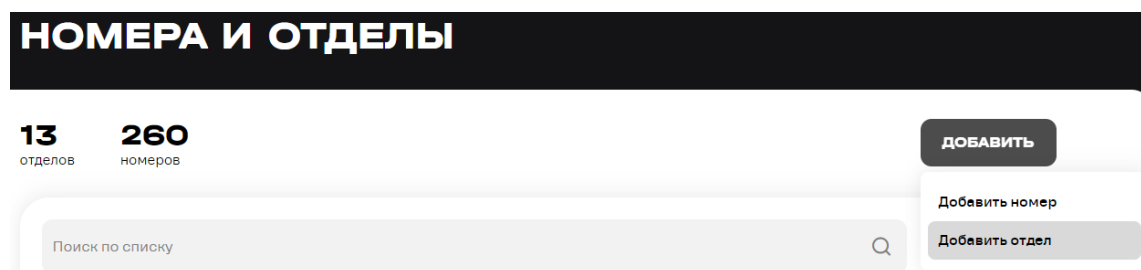 НОМЕРА И ОТДЕЛЫ
13 260
отделов номеров
ДОБАВИТЬ
Добавить номер
Поиск по списку
Добавить отдел